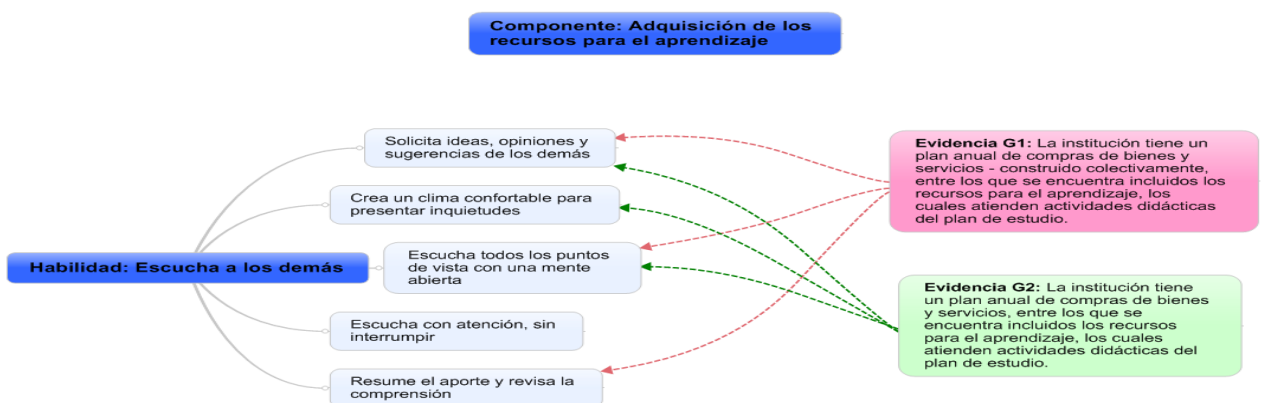 Componente: Adquisición de los
recursos para el aprendizaje
Solicita ideas, opiniones y
sugerencias de los demás
Crea un clima confortable para
presentar inquietudes
Habilidad: Escucha a los demás
Escucha todos los puntos
de vista con una mente
abierta
Escucha con atención, sin
interrumpir
Resume el aporte y revisa la
comprensión
Evidencia G1: La institución tiene un
plan anual de compras de bienes y
servicios - construido colectivamente,
entre los que se encuentra incluidos los
recursos para el aprendizaje, los
cuales atienden actividades didácticas
del plan de estudio.
Evidencia G2: La institución tiene
un plan anual de compras de bienes
y servicios, entre los que se
encuentra incluidos los recursos
para el aprendizaje, los cuales
atienden actividades didácticas del
plan de estudio.